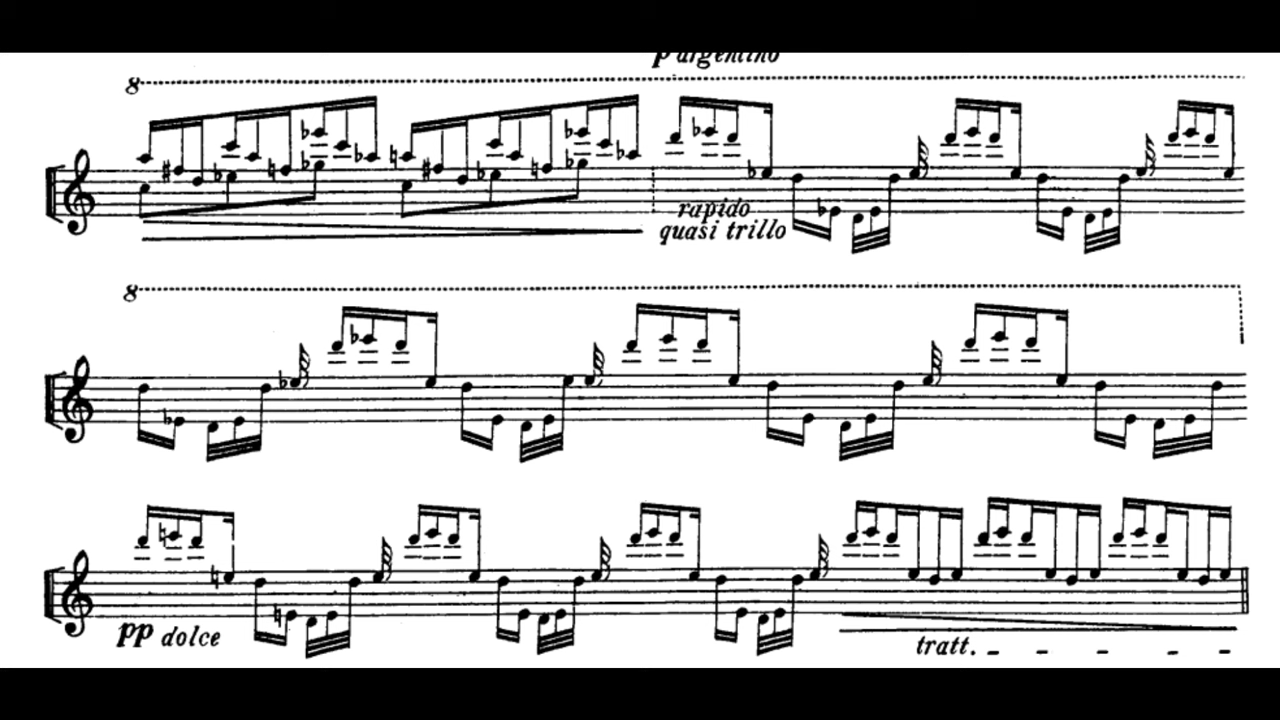 p argentino
8
rapido
quasi trillo
8
pp dolce
tratt.